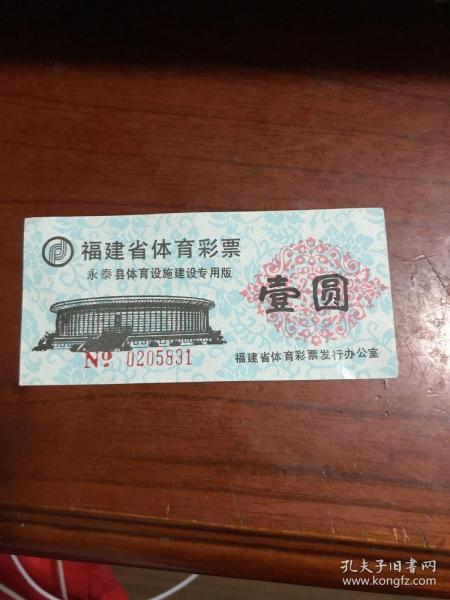 福建省体育彩票
永泰县体育设施建设专用版
壹圆
Nº 0205831
福建省体育彩票发行办公室
孔夫子旧书网
www.kongfz.com